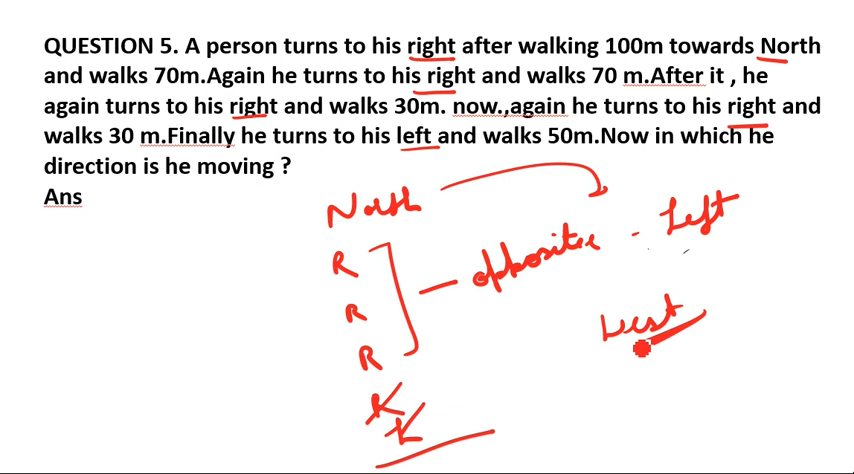 QUESTION 5. A person turns to his right after walking 100m towards North
and walks 70m.Again he turns to his right and walks 70 m.After it , he
again turns to his right and walks 30m. now.,again he turns to his right and
walks 30 m.Finally he turns to his left and walks 50m.Now in which he
direction is he moving ?
Ans
North
R
R
R
opposite - Left
West